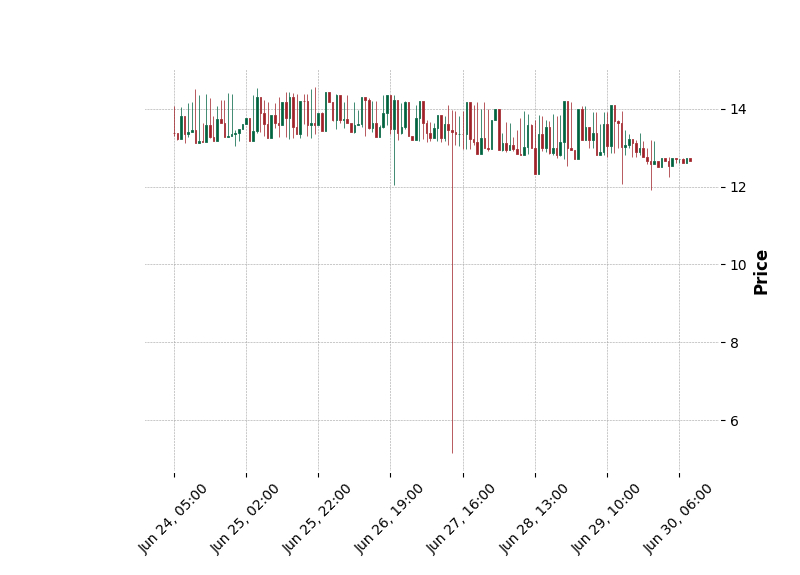 14
12
10
8
6
Price
Jun 24, 05:00
Jun 25, 02:00
Jun 25, 22:00
Jun 26, 19:00
Jun 27, 16:00
Jun 28, 13:00
Jun 29, 10:00
Jun 30, 06:00